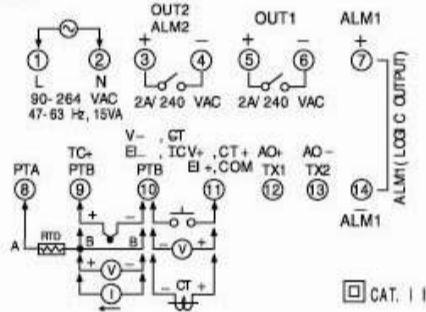 OUT2
ALM2
OUT1
ALM1
+ − + − +
1 2 3 4 5 6 7
L N
90-264 VAC
47-63 Hz, 15VA
2A/ 240 VAC
2A/ 240 VAC
ALM1 (LOGIC OUTPUT)
V− , CT
TC+ EI_ , TC V+ , CT+ AO+ AO−
PTA PTB PTB EI+, COM TX1 TX2
8 9 10 11 12 13 14
− ALM1
+ −
A RTD B B
− V +
+ V −
− CT +
I
CAT. II